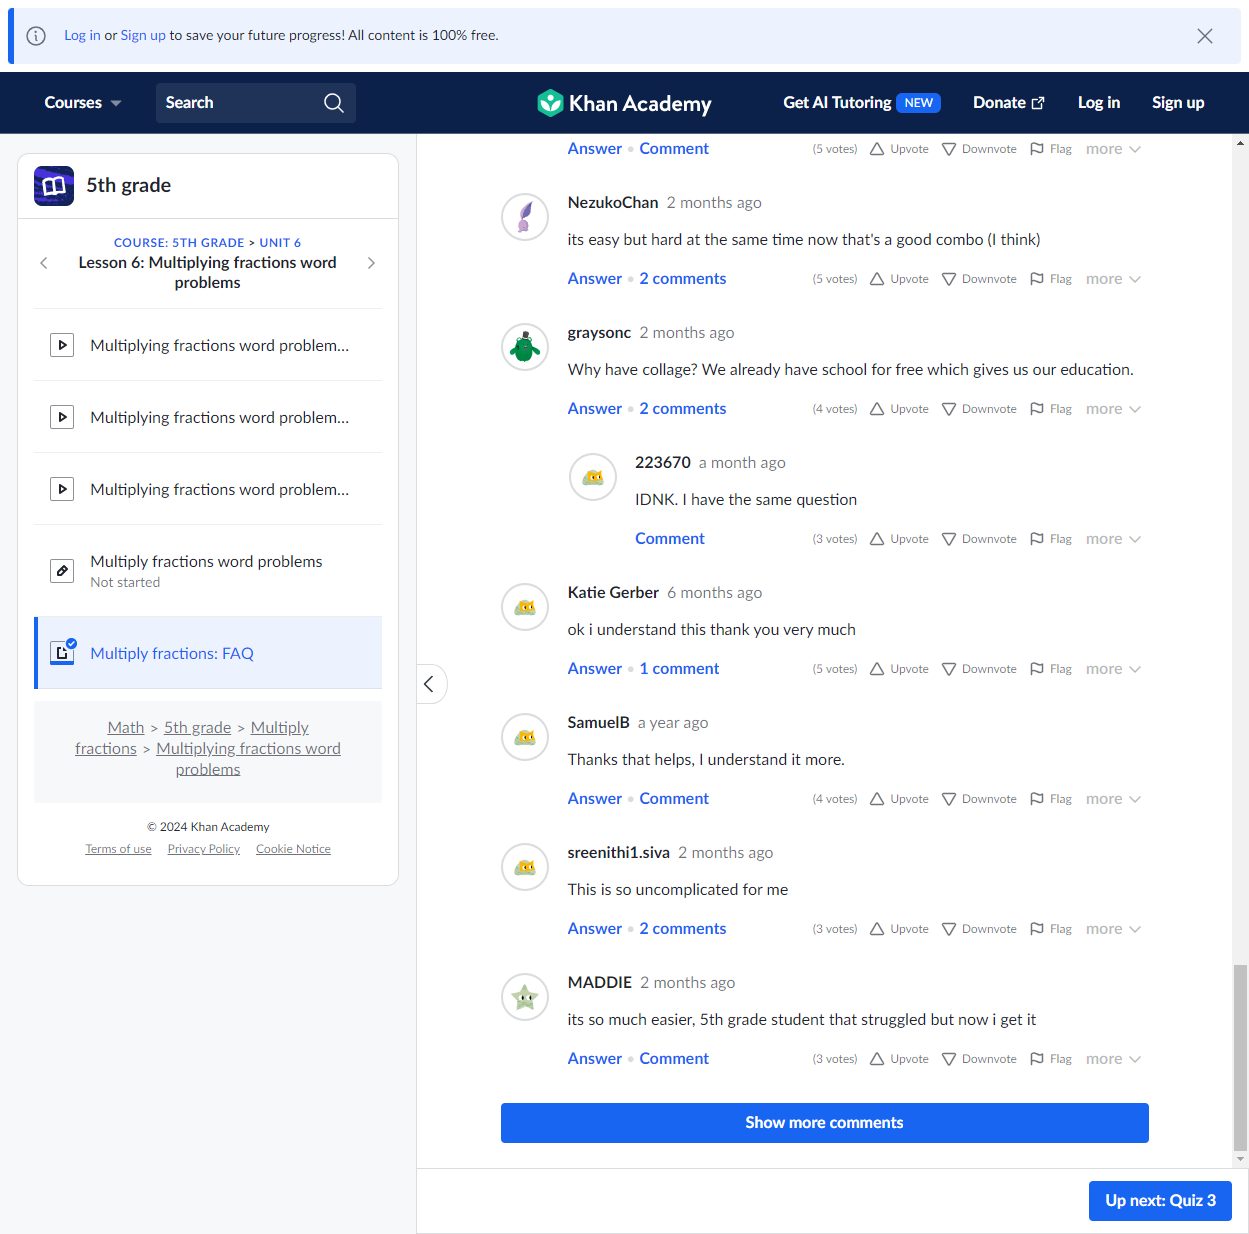 Log in or Sign up to save your future progress! All content is 100% free.
Courses
Search
Khan Academy
Get AI Tutoring NEW
Donate
Log in
Sign up
5th grade
COURSE: 5TH GRADE > UNIT 6
Lesson 6: Multiplying fractions word
problems
Multiplying fractions word problem...
Multiplying fractions word problem...
Multiplying fractions word problem...
Multiply fractions word problems
Not started
Multiply fractions: FAQ
Math > 5th grade > Multiply
fractions > Multiplying fractions word
problems
© 2024 Khan Academy
Terms of use Privacy Policy Cookie Notice
Answer • Comment (5 votes) Upvote Downvote Flag more
NezukoChan 2 months ago
its easy but hard at the same time now that's a good combo (I think)
Answer • 2 comments (5 votes) Upvote Downvote Flag more
graysonc 2 months ago
Why have collage? We already have school for free which gives us our education.
Answer • 2 comments (4 votes) Upvote Downvote Flag more
223670 a month ago
IDNK. I have the same question
Comment (3 votes) Upvote Downvote Flag more
Katie Gerber 6 months ago
ok i understand this thank you very much
Answer • 1 comment (5 votes) Upvote Downvote Flag more
SamuelB a year ago
Thanks that helps, I understand it more.
Answer • Comment (4 votes) Upvote Downvote Flag more
sreenithi1.siva 2 months ago
This is so uncomplicated for me
Answer • 2 comments (3 votes) Upvote Downvote Flag more
MADDIE 2 months ago
its so much easier, 5th grade student that struggled but now i get it
Answer • Comment (3 votes) Upvote Downvote Flag more
Show more comments
Up next: Quiz 3